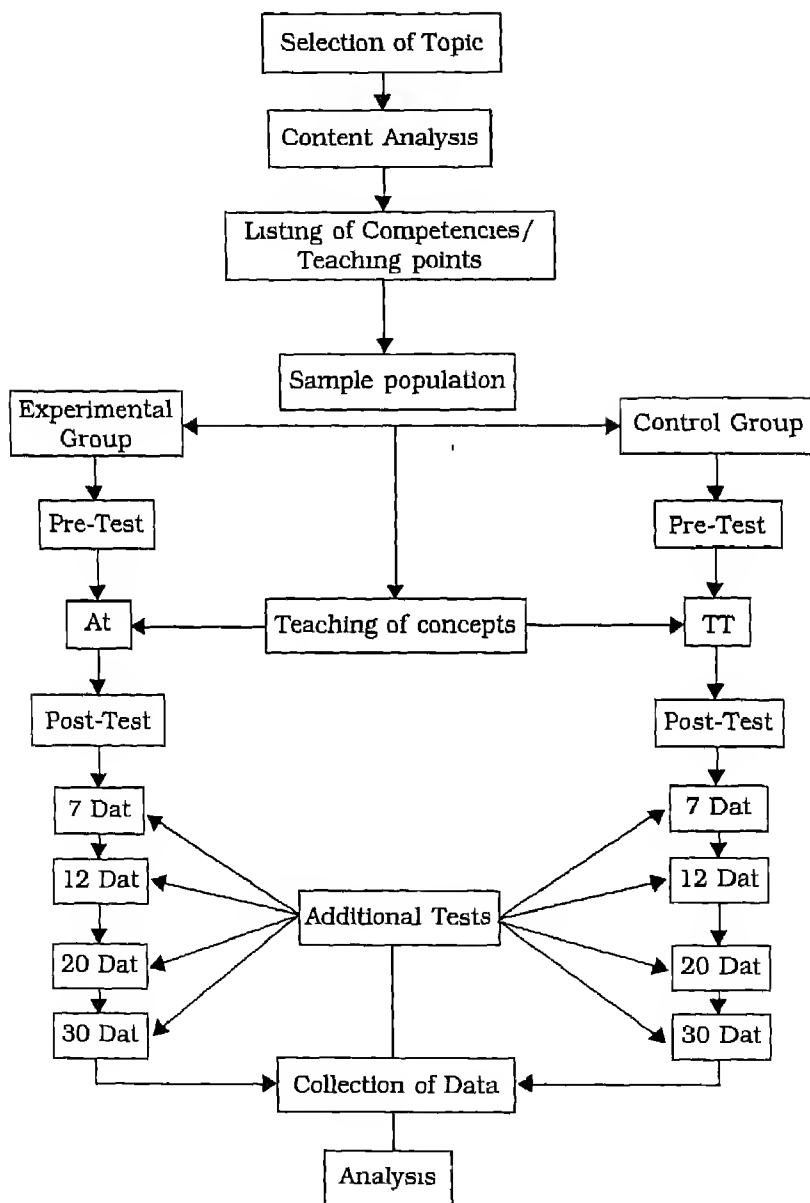 Selection of Topic
Content Analysis
Listing of Competencies/
Teaching points
Sample population
Experimental
Group
Control Group
Pre-Test
Pre-Test
At
Teaching of concepts
TT
Post-Test
Post-Test
7 Dat
7 Dat
12 Dat
12 Dat
Additional Tests
20 Dat
20 Dat
30 Dat
30 Dat
Collection of Data
Analysis